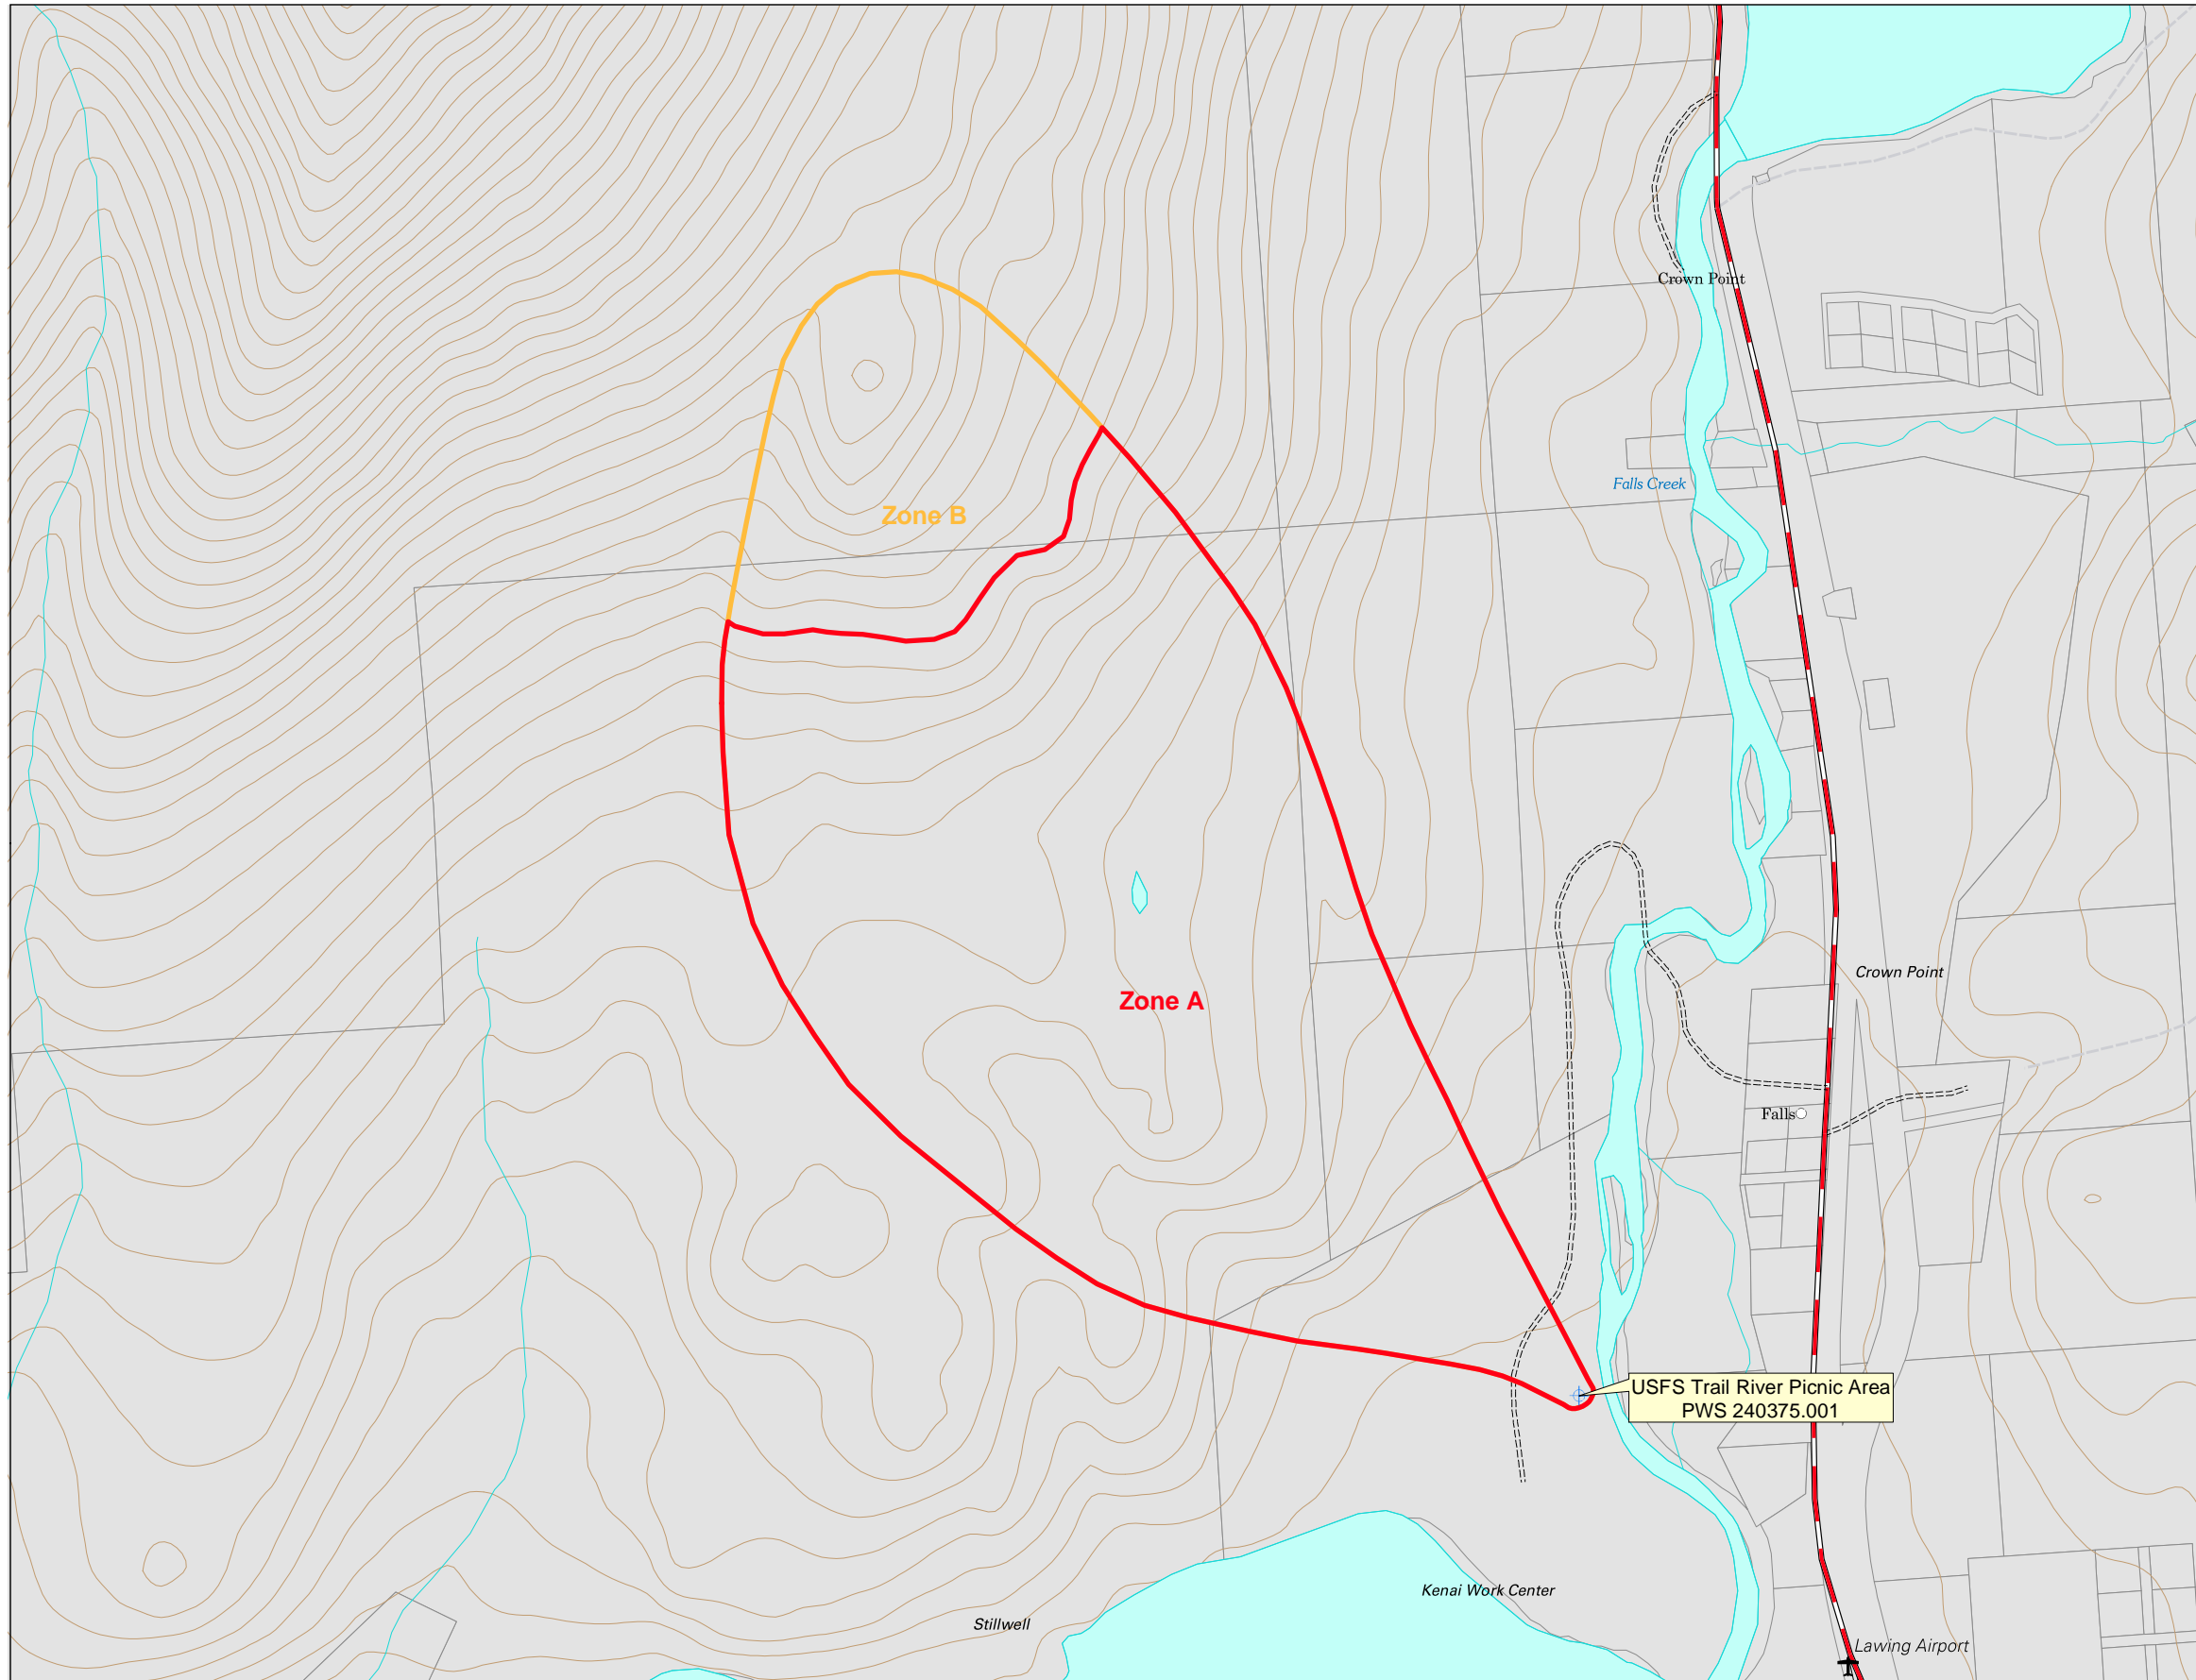 Crown Point
Falls Creek
Zone B
Crown Point
Zone A
Falls
USFS Trail River Picnic Area
PWS 240375.001
Kenai Work Center
Stillwell
Lawing Airport